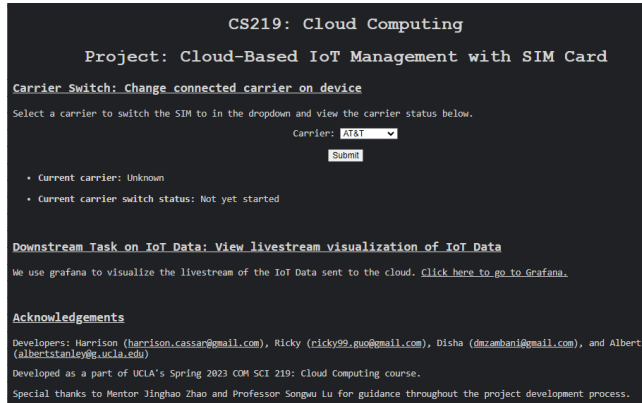 CS219: Cloud Computing
Project: Cloud-Based IoT Management with SIM Card
Carrier Switch: Change connected carrier on device
Select a carrier to switch the SIM to in the dropdown and view the carrier status below.
Carrier: AT&T
Submit
• Current carrier: Unknown
• Current carrier switch status: Not yet started
Downstream Task on IoT Data: View livestream visualization of IoT Data
We use grafana to visualize the livestream of the IoT Data sent to the cloud. Click here to go to Grafana.
Acknowledgements
Developers: Harrison (harrison.cassar@gmail.com), Ricky (ricky99.guo@gmail.com), Disha (dmzambani@gmail.com), and Albert
(albertstanley@g.ucla.edu)
Developed as a part of UCLA's Spring 2023 COM SCI 219: Cloud Computing course.
Special thanks to Mentor Jinghao Zhao and Professor Songwu Lu for guidance throughout the project development process.